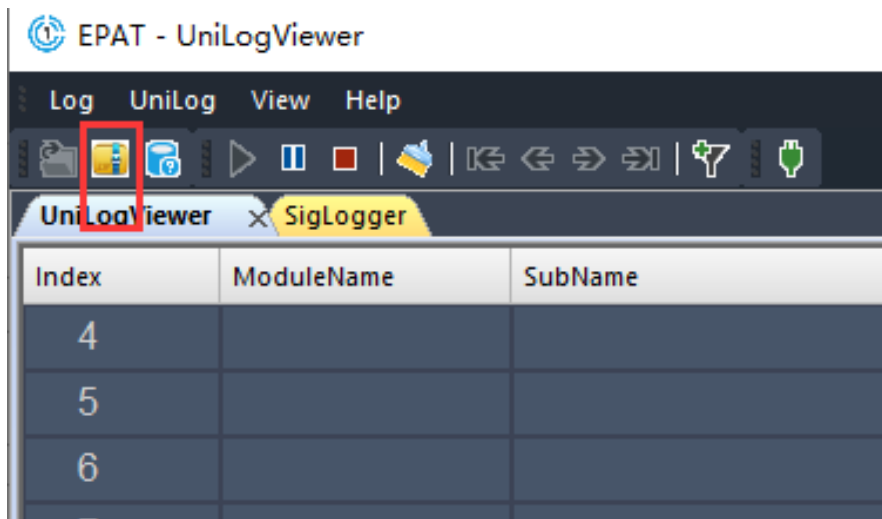 EPAT - UniLogViewer
Log UniLog View Help
UniLogViewer SigLogger
Index ModuleName SubName
4
5
6